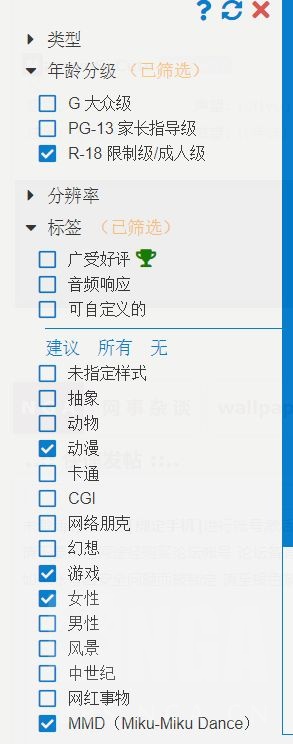 ?
类型
年龄分级（已筛选）
G 大众级
PG-13 家长指导级
R-18 限制级/成人级
分辨率
标签 （已筛选）
广受好评
音频响应
可自定义的
建议 所有 无
未指定样式
抽象
动物
动漫
卡通
CGI
网络朋克
幻想
游戏
女性
男性
风景
中世纪
网红事物
MMD（Miku-Miku Dance）